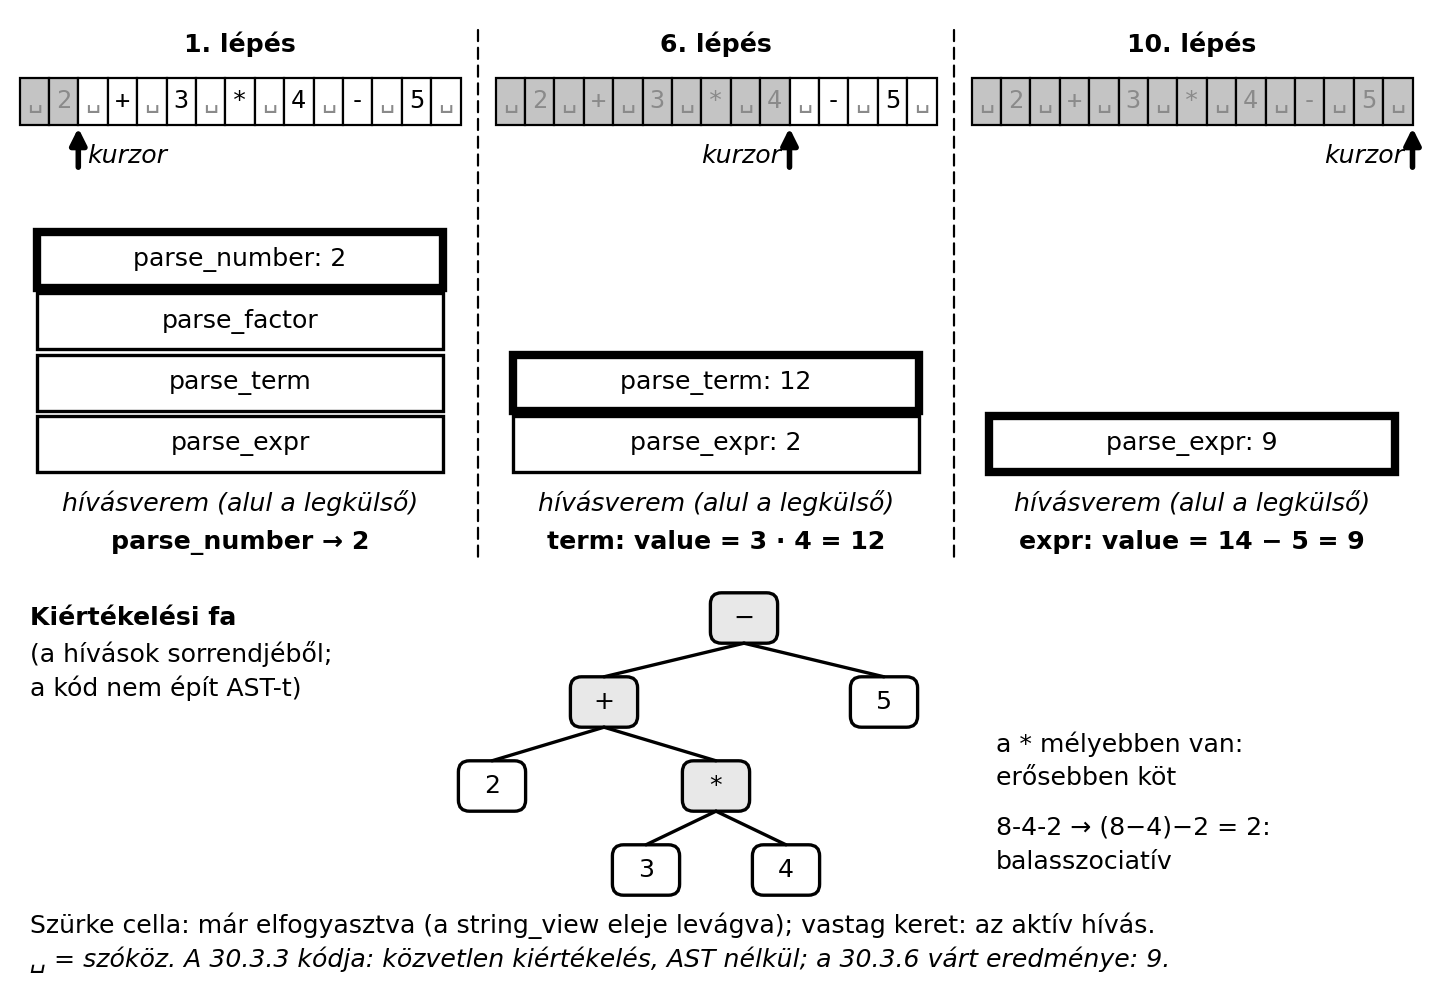 1. lépés
␣ 2 ␣ + ␣ 3 ␣ * ␣ 4 ␣ - ␣ 5 ␣
kurzor
parse_number: 2
parse_factor
parse_term
parse_expr
hívásverem (alul a legkülső)
parse_number → 2
6. lépés
␣ 2 ␣ + ␣ 3 ␣ * ␣ 4 ␣ - ␣ 5 ␣
kurzor
parse_term: 12
parse_expr: 2
hívásverem (alul a legkülső)
term: value = 3 · 4 = 12
10. lépés
␣ 2 ␣ + ␣ 3 ␣ * ␣ 4 ␣ - ␣ 5 ␣
kurzor
parse_expr: 9
hívásverem (alul a legkülső)
expr: value = 14 − 5 = 9
Kiértékelési fa
(a hívások sorrendjéből;
a kód nem épít AST-t)
−
+ 5
2 *
3 4
a * mélyebben van:
erősebben köt
8-4-2 → (8−4)−2 = 2:
balasszociatív
Szürke cella: már elfogyasztva (a string_view eleje levágva); vastag keret: az aktív hívás.
␣ = szóköz. A 30.3.3 kódja: közvetlen kiértékelés, AST nélkül; a 30.3.6 várt eredménye: 9.